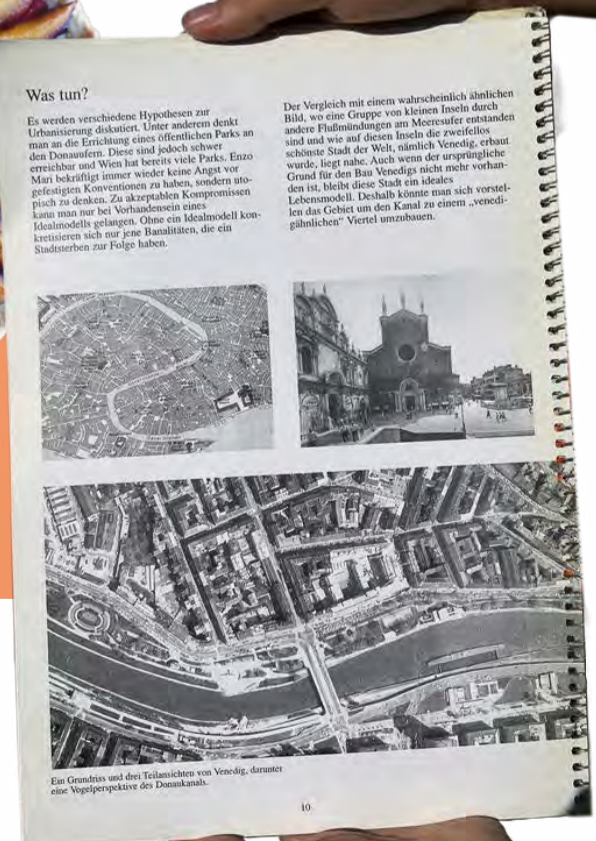 Was tun?
Es werden verschiedene Hypothesen zur
Urbanisierung diskutiert. Unter anderem denkt
man an die Errichtung eines öffentlichen Parks an
den Donauufern. Diese sind jedoch schwer
erreichbar und Wien hat bereits viele Parks. Enzo
Mari bekräftigt immer wieder keine Angst vor
gefestigten Konventionen zu haben, sondern uto-
pisch zu denken. Zu akzeptablen Kompromissen
kann man nur bei Vorhandensein eines
Idealmodells gelangen. Ohne ein Idealmodell kon-
kretisieren sich nur jene Banalitäten, die ein
Stadtsterben zur Folge haben.
Der Vergleich mit einem wahrscheinlich ähnlichen
Bild, wo eine Gruppe von kleinen Inseln durch
andere Flußmündungen am Meeresufer entstanden
sind und wie auf diesen Inseln die zweifellos
schönste Stadt der Welt, nämlich Venedig, erbaut
wurde, liegt nahe. Auch wenn der ursprüngliche
Grund für den Bau Venedigs nicht mehr vorhan-
den ist, bleibt diese Stadt ein ideales
Lebensmodell. Deshalb könnte man sich vorstel-
len das Gebiet um den Kanal zu einem „venedi-
gähnlichen“ Viertel umzubauen.
Ein Grundriss und drei Teilansichten von Venedig, darunter
eine Vogelperspektive des Donaukanals.
10